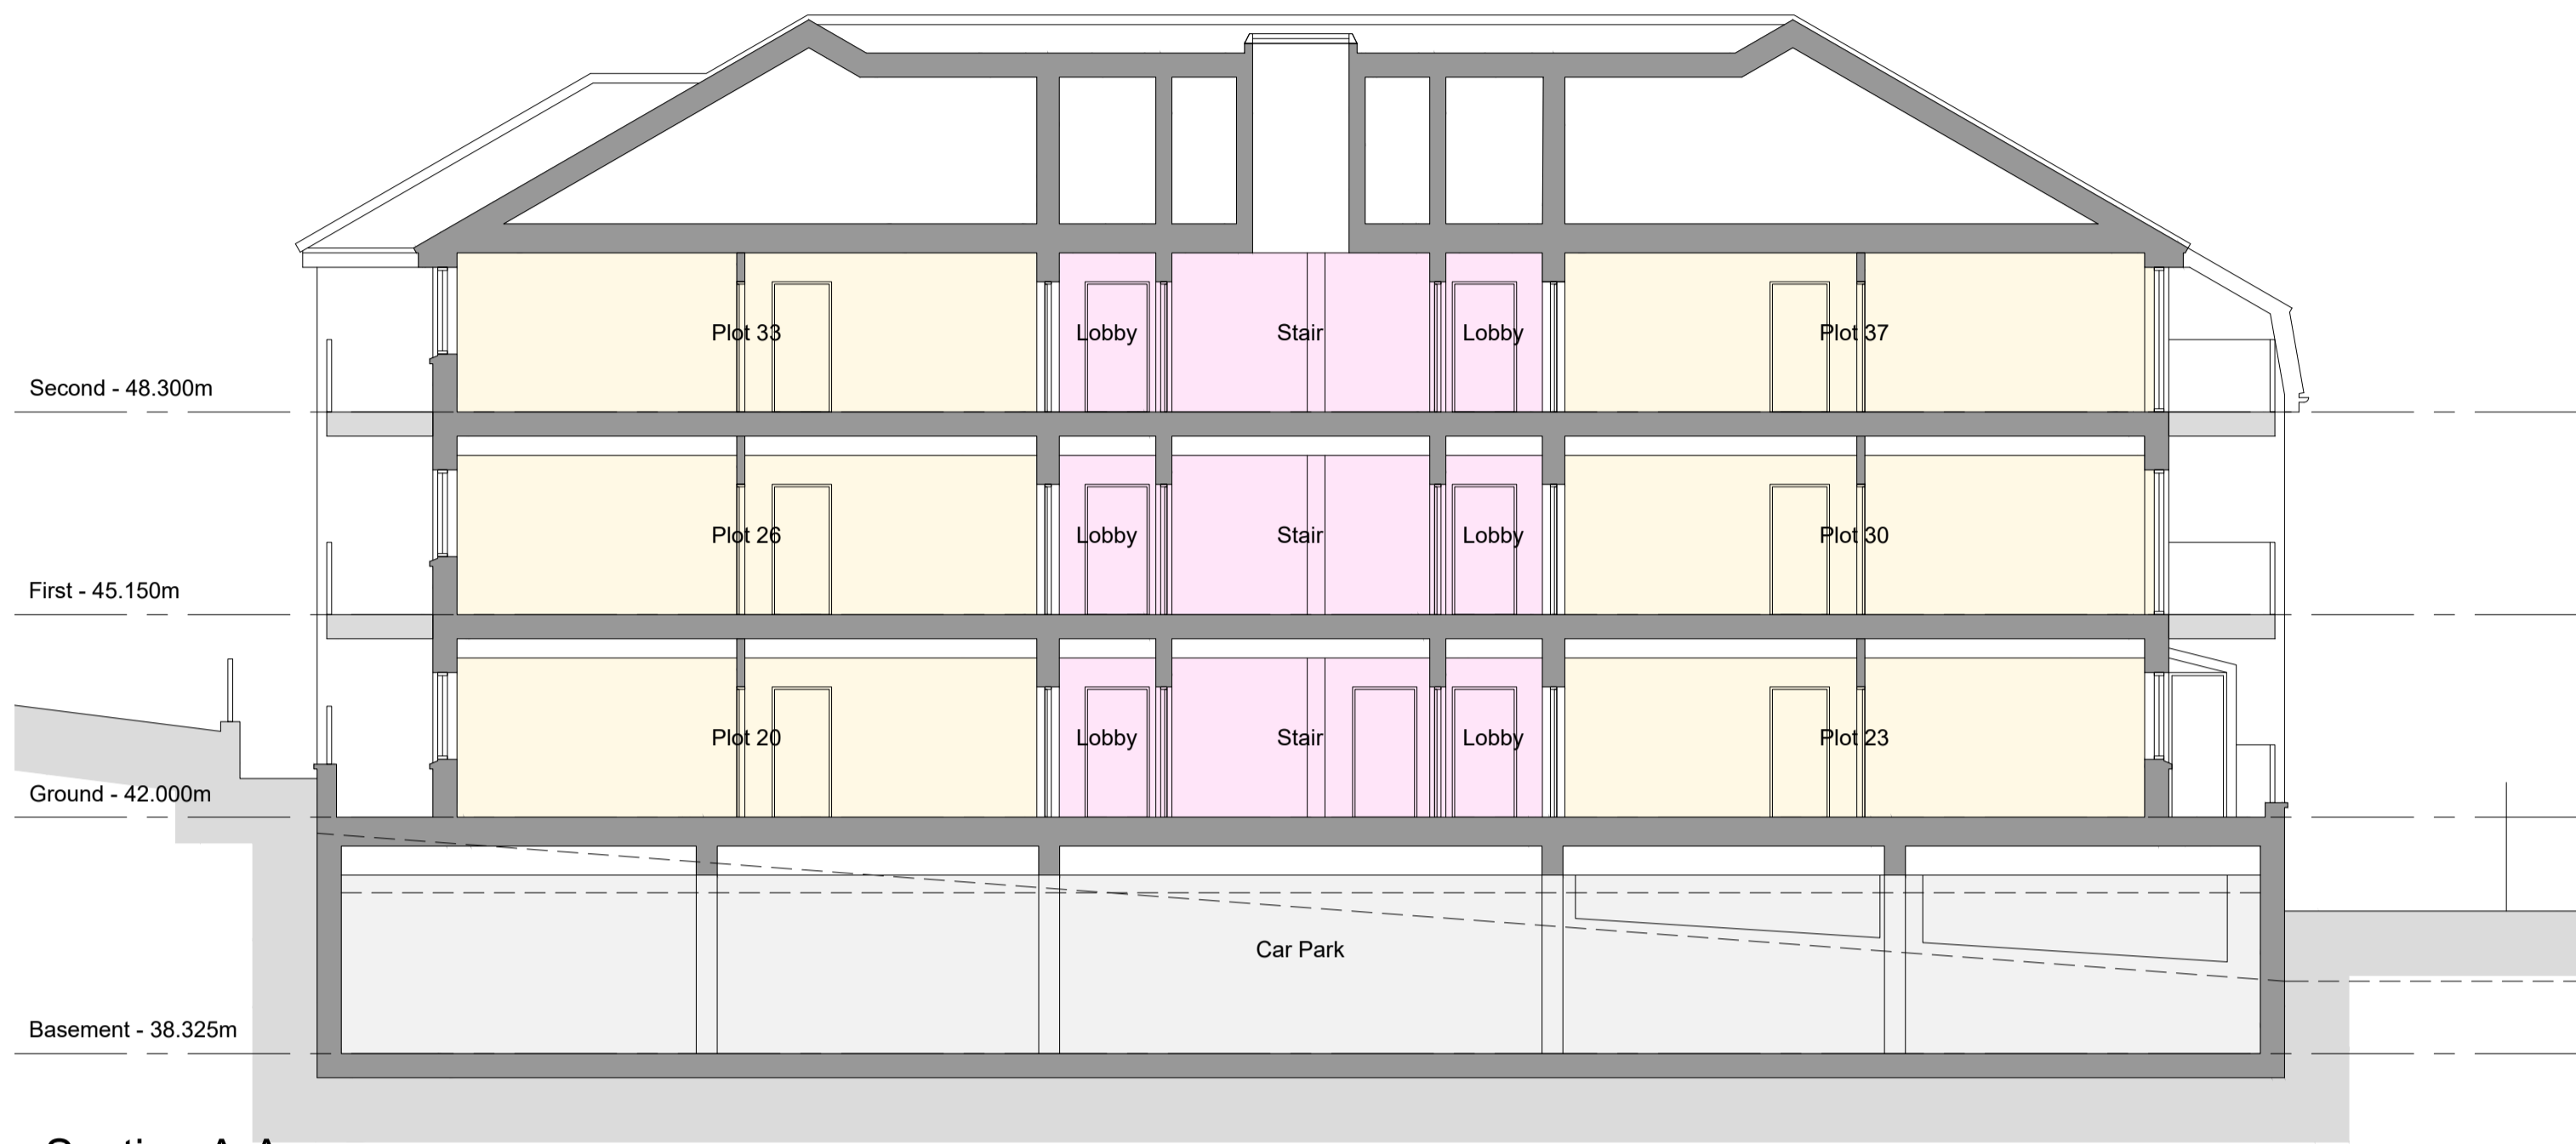 Plot 33
Lobby
Stair
Lobby
Plot 37
Second - 48.300m
Plot 26
Lobby
Stair
Lobby
Plot 30
First - 45.150m
Plot 20
Lobby
Stair
Lobby
Plot 23
Ground - 42.000m
Car Park
Basement - 38.325m